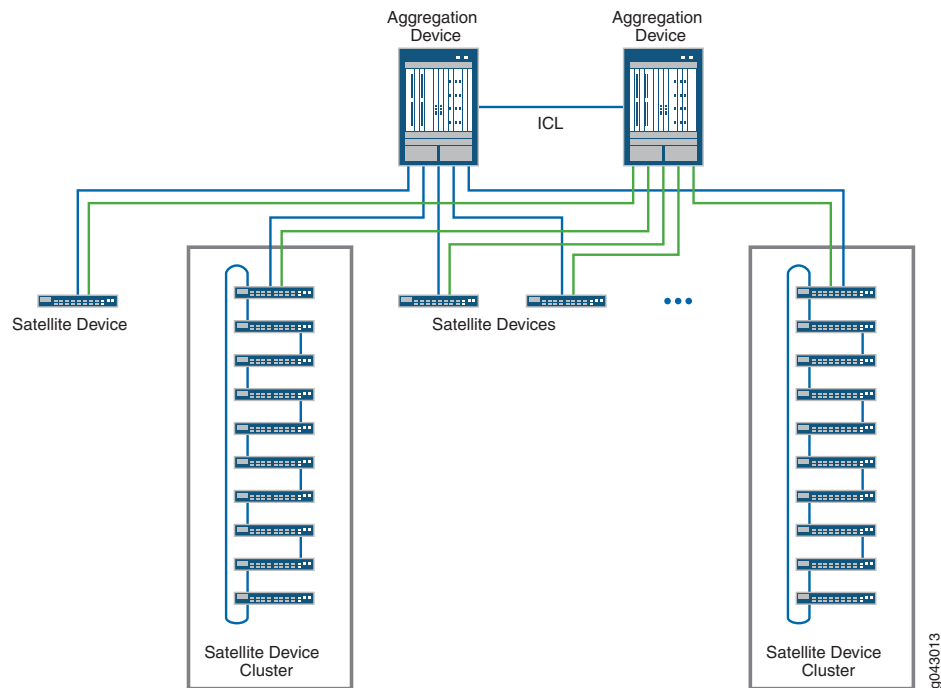 Aggregation
Device
Aggregation
Device
ICL
Satellite Device
Satellite Devices
Satellite Device
Cluster
Satellite Device
Cluster
g043013